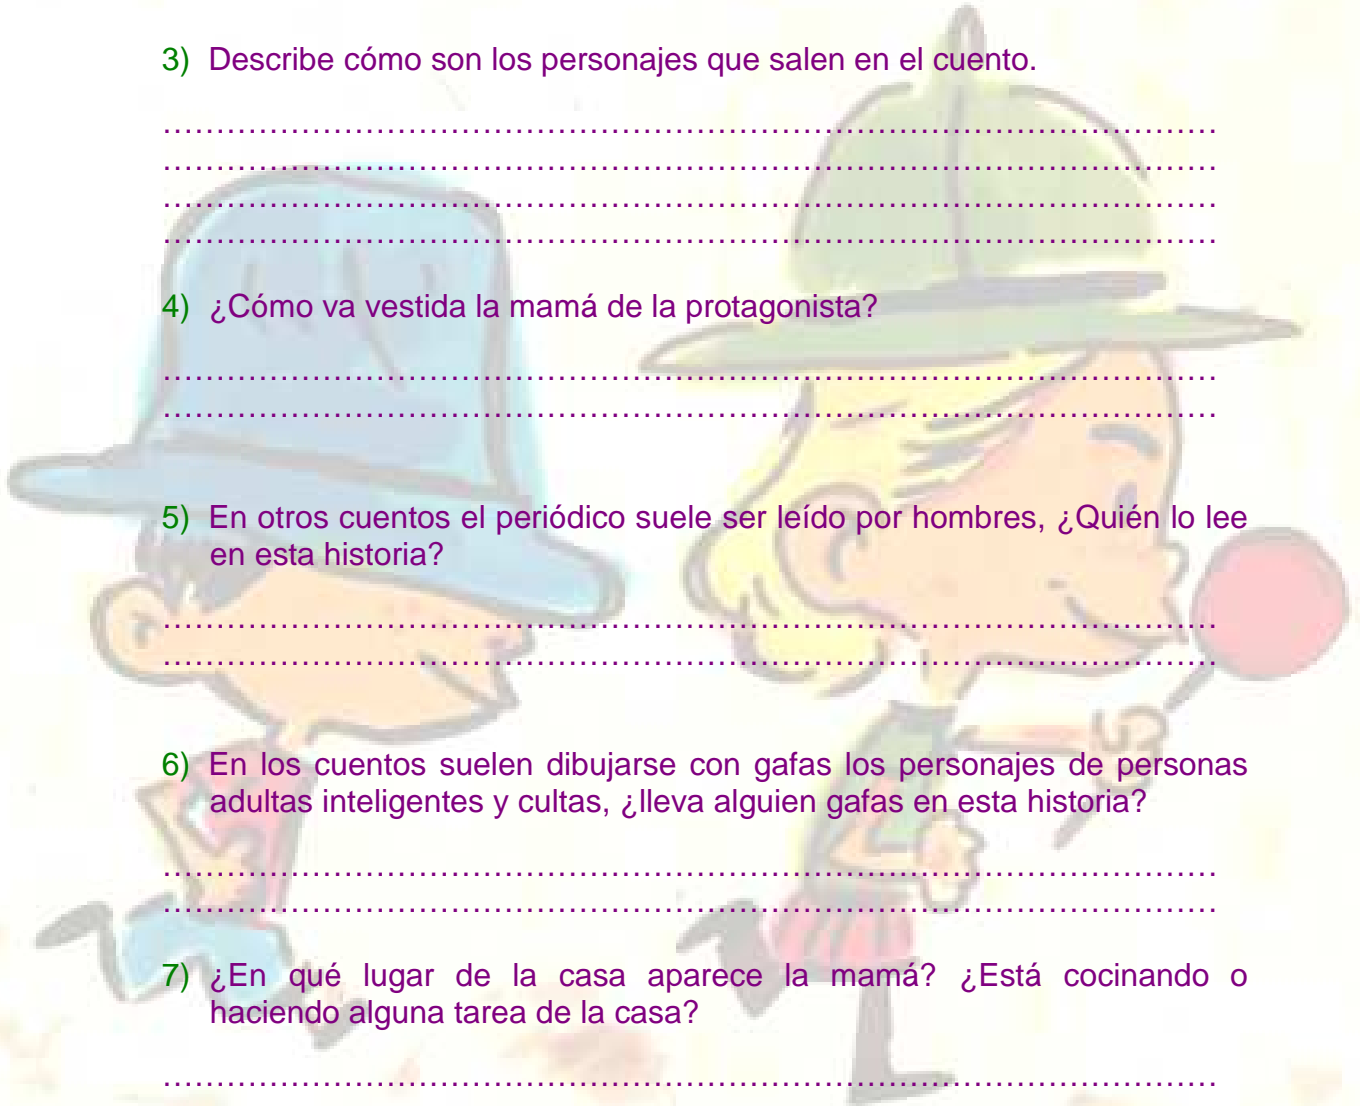 3) Describe cómo son los personajes que salen en el cuento.
……………………………………………………………………………………
……………………………………………………………………………………
……………………………………………………………………………………
……………………………………………………………………………………
4) ¿Cómo va vestida la mamá de la protagonista?
……………………………………………………………………………………
……………………………………………………………………………………
5) En otros cuentos el periódico suele ser leído por hombres, ¿Quién lo lee
en esta historia?
……………………………………………………………………………………
……………………………………………………………………………………
6) En los cuentos suelen dibujarse con gafas los personajes de personas
adultas inteligentes y cultas, ¿lleva alguien gafas en esta historia?
……………………………………………………………………………………
……………………………………………………………………………………
7) ¿En qué lugar de la casa aparece la mamá? ¿Está cocinando o
haciendo alguna tarea de la casa?
……………………………………………………………………………………